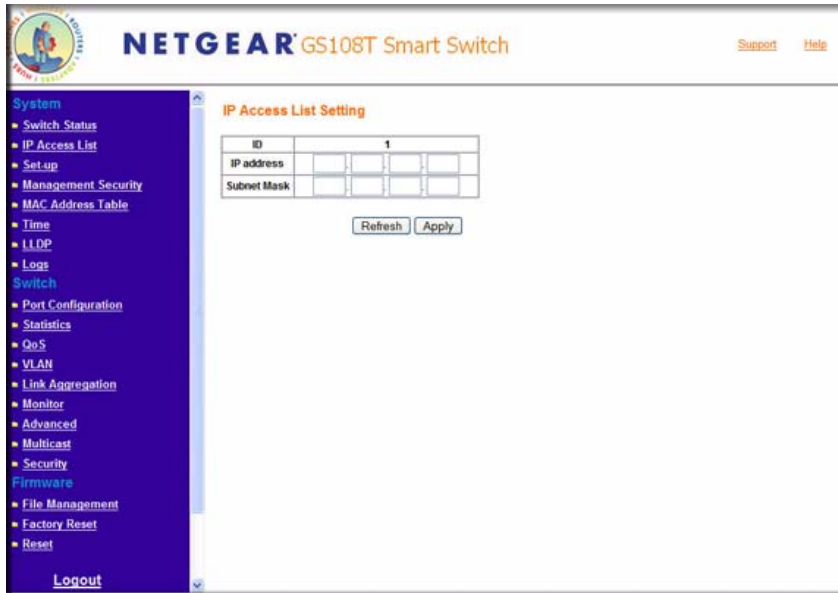 NETGEAR GS108T Smart Switch
Support Help
System
Switch Status
IP Access List
Set-up
Management Security
MAC Address Table
Time
LLDP
Logs
Switch
Port Configuration
Statistics
QoS
VLAN
Link Aggregation
Monitor
Advanced
Multicast
Security
Firmware
File Management
Factory Reset
Reset
Logout
IP Access List Setting
ID 1
IP address . . .
Subnet Mask . . .
Refresh Apply